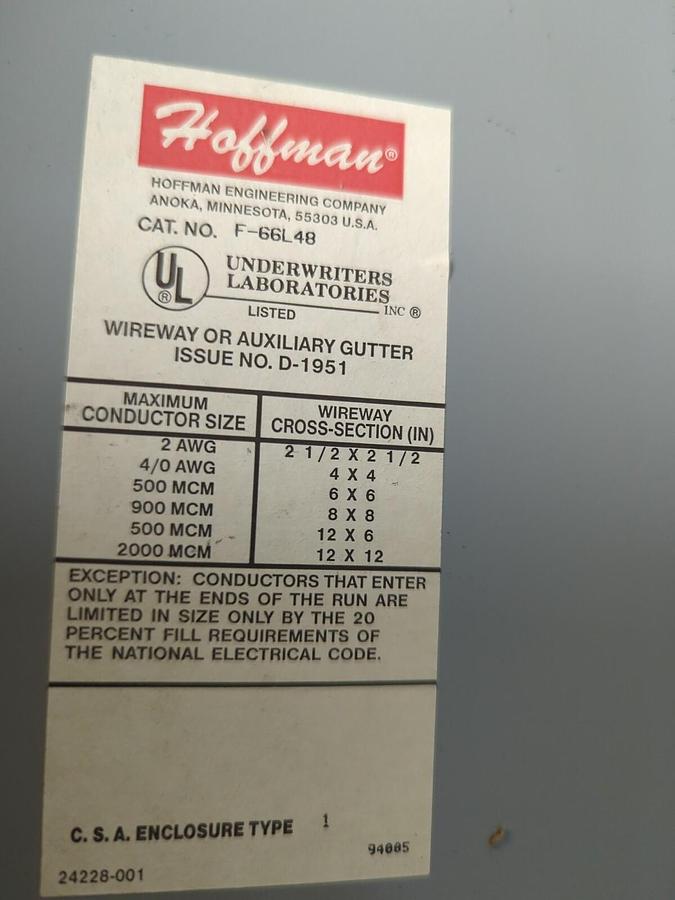 Hoffman®
HOFFMAN ENGINEERING COMPANY
ANOKA, MINNESOTA, 55303 U.S.A.
CAT. NO. F-66L48
UL ® UNDERWRITERS
LABORATORIES INC ®
LISTED
WIREWAY OR AUXILIARY GUTTER
ISSUE NO. D-1951
MAXIMUM CONDUCTOR SIZE WIREWAY CROSS-SECTION (IN)
2 AWG 2 1/2 X 2 1/2
4/0 AWG 4 X 4
500 MCM 6 X 6
900 MCM 8 X 8
500 MCM 12 X 6
2000 MCM 12 X 12
EXCEPTION: CONDUCTORS THAT ENTER
ONLY AT THE ENDS OF THE RUN ARE
LIMITED IN SIZE ONLY BY THE 20
PERCENT FILL REQUIREMENTS OF
THE NATIONAL ELECTRICAL CODE.
C. S. A. ENCLOSURE TYPE 1
94005
24228-001